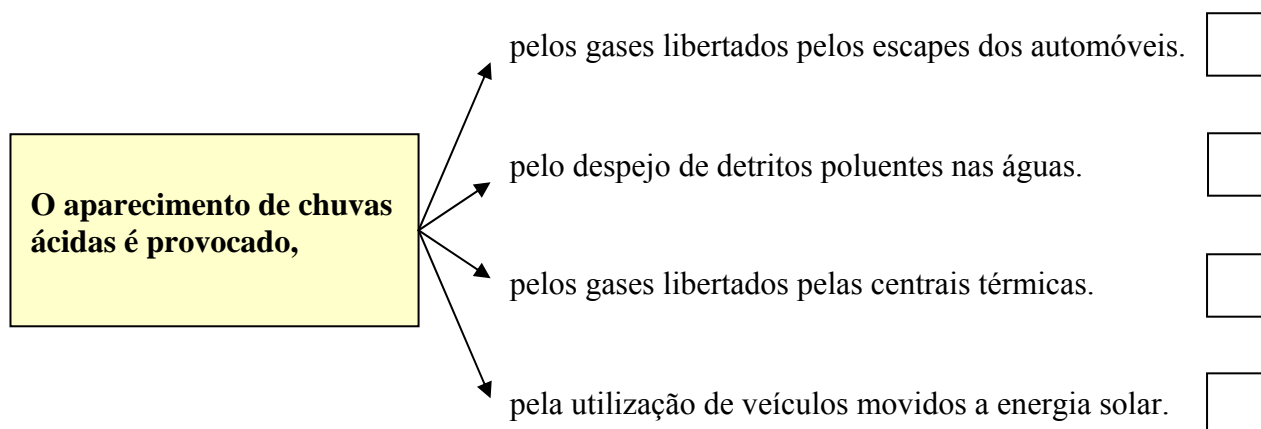 pelos gases libertados pelos escapes dos automóveis.
pelo despejo de detritos poluentes nas águas.
O aparecimento de chuvas
ácidas é provocado,
pelos gases libertados pelas centrais térmicas.
pela utilização de veículos movidos a energia solar.